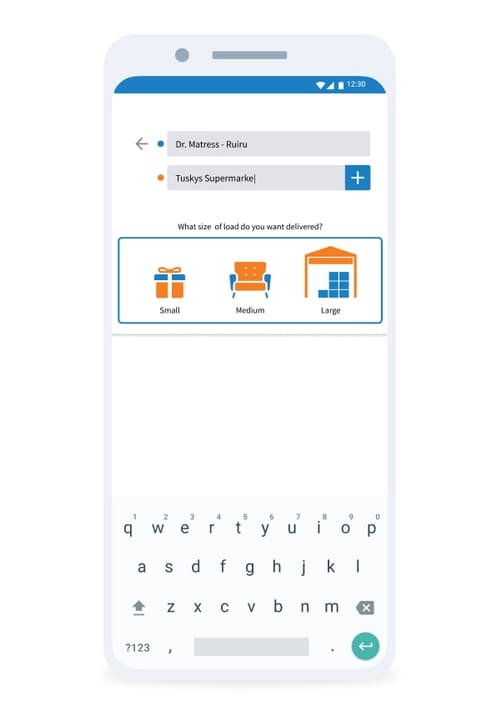 12:30
Dr. Matress - Ruiru
Tuskys Supermarke
What size of load do you want delivered?
Small Medium Large
1 2 3 4 5 6 7 8 9 0
q w e r t y u i o p
a s d f g h j k l
z x c v b n m
?123 , .